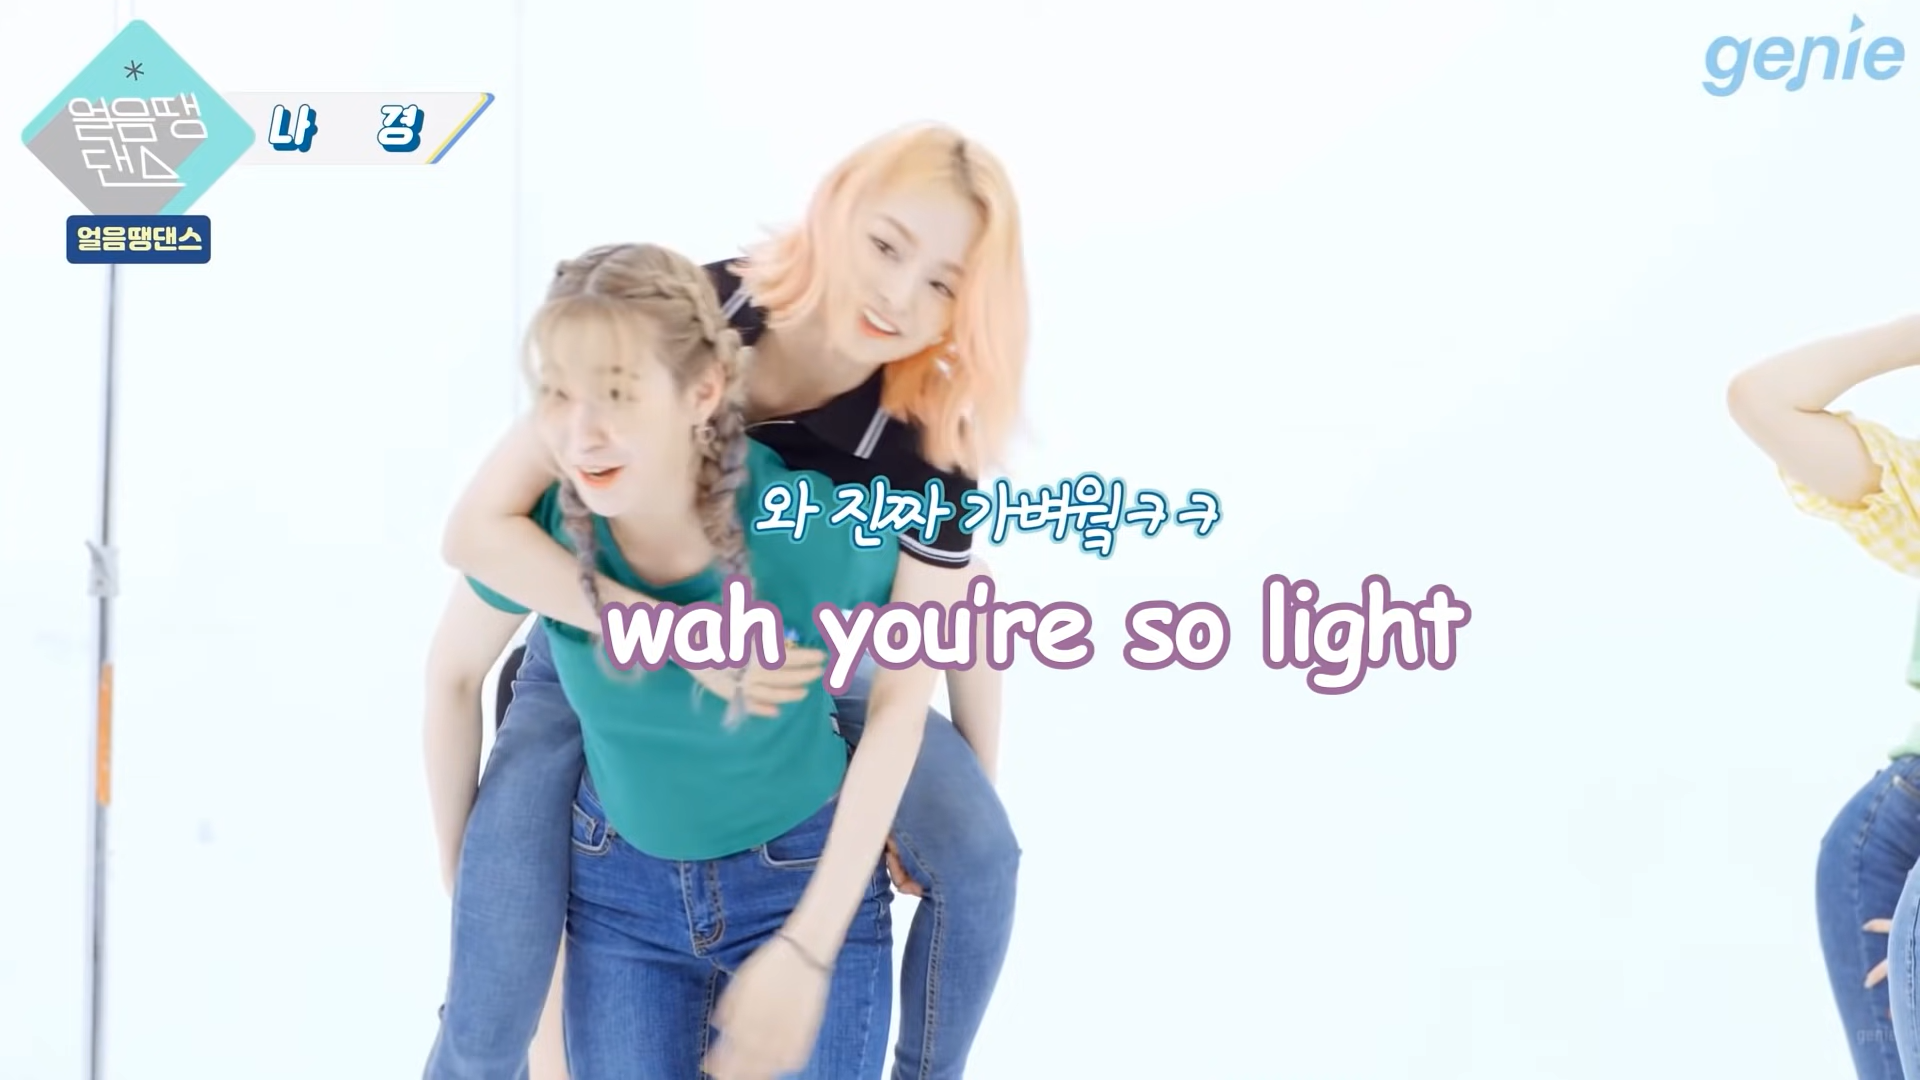 genie
얼음땡
댄스
나 경
얼음땡댄스
와 진짜 가벼웤ㅋㅋ
wah you're so light
genie